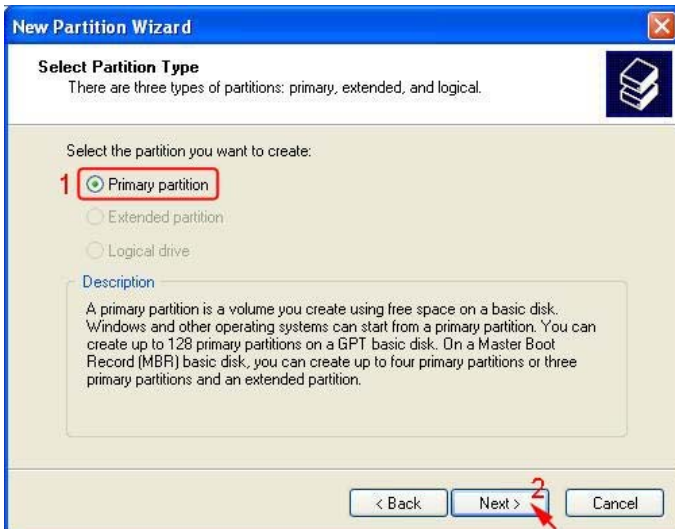 New Partition Wizard
Select Partition Type
There are three types of partitions: primary, extended, and logical.
Select the partition you want to create:
1 Primary partition
Extended partition
Logical drive
Description
A primary partition is a volume you create using free space on a basic disk.
Windows and other operating systems can start from a primary partition. You can
create up to 128 primary partitions on a GPT basic disk. On a Master Boot
Record (MBR) basic disk, you can create up to four primary partitions or three
primary partitions and an extended partition.
< Back Next > 2 Cancel